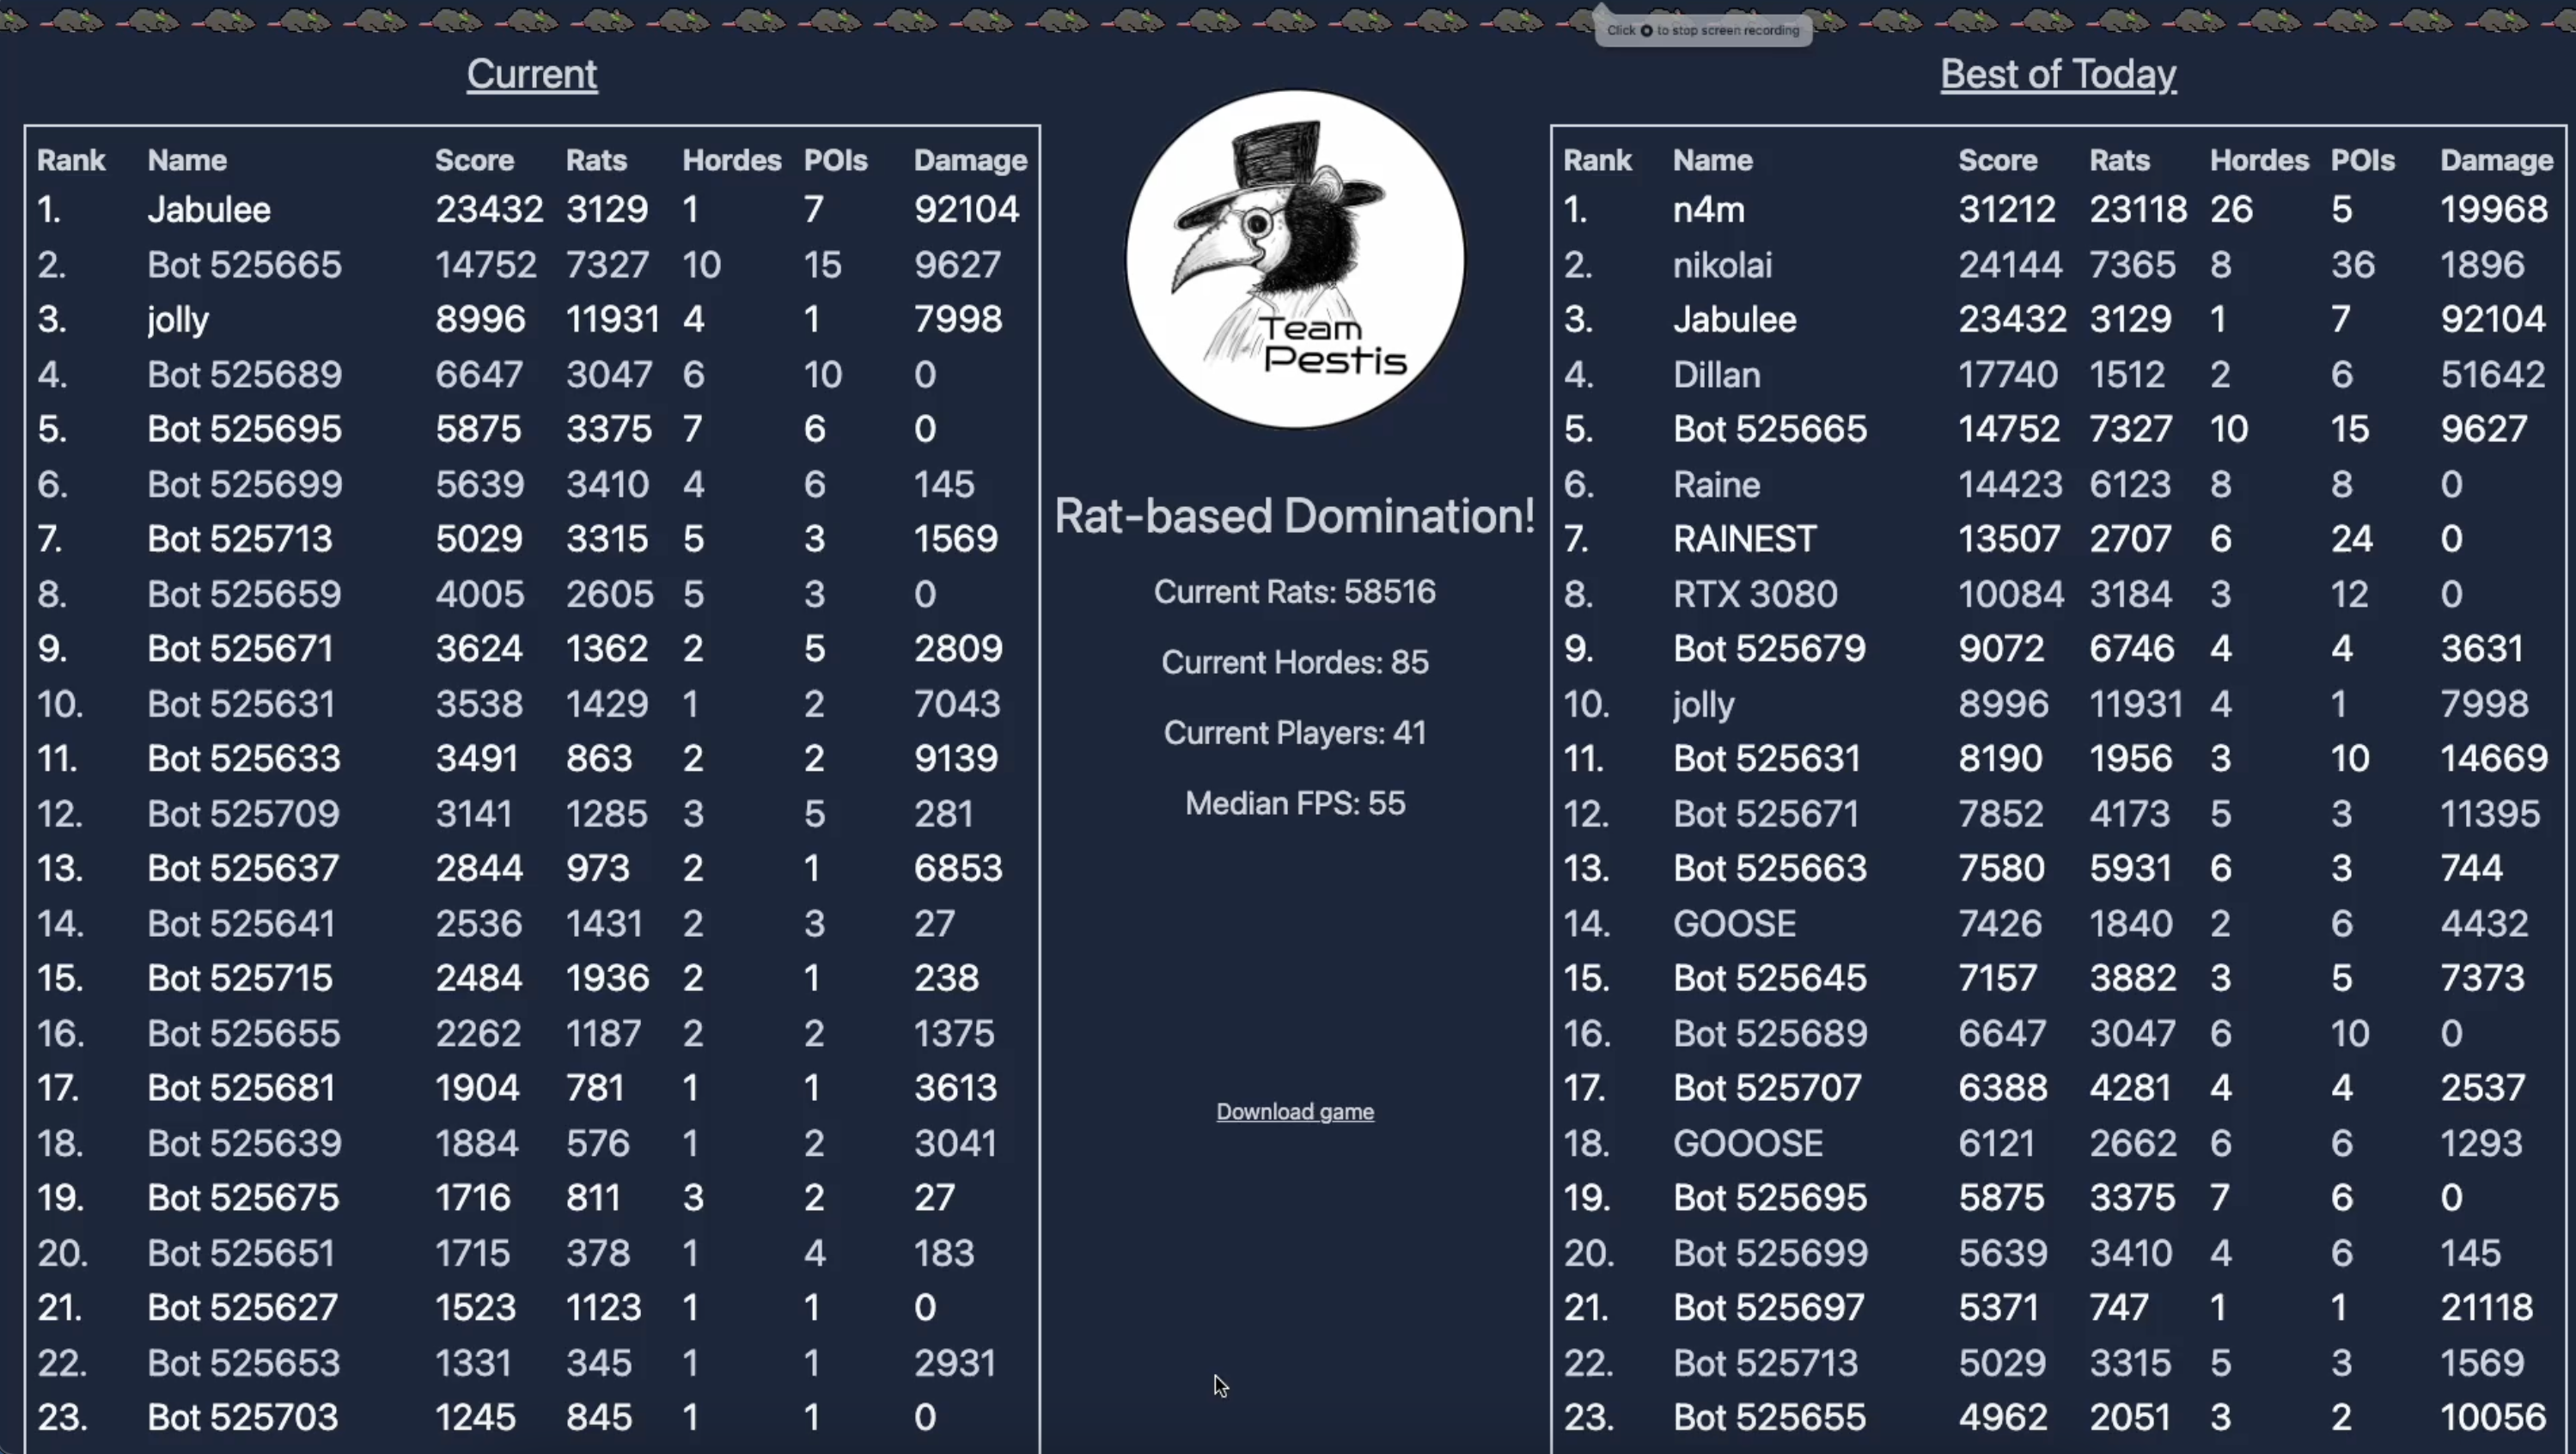 Click to stop screen recording
Current
Rank Name Score Rats Hordes POIs Damage
1. Jabulee 23432 3129 1 7 92104
2. Bot 525665 14752 7327 10 15 9627
3. jolly 8996 11931 4 1 7998
4. Bot 525689 6647 3047 6 10 0
5. Bot 525695 5875 3375 7 6 0
6. Bot 525699 5639 3410 4 6 145
7. Bot 525713 5029 3315 5 3 1569
8. Bot 525659 4005 2605 5 3 0
9. Bot 525671 3624 1362 2 5 2809
10. Bot 525631 3538 1429 1 2 7043
11. Bot 525633 3491 863 2 2 9139
12. Bot 525709 3141 1285 3 5 281
13. Bot 525637 2844 973 2 1 6853
14. Bot 525641 2536 1431 2 3 27
15. Bot 525715 2484 1936 2 1 238
16. Bot 525655 2262 1187 2 2 1375
17. Bot 525681 1904 781 1 1 3613
18. Bot 525639 1884 576 1 2 3041
19. Bot 525675 1716 811 3 2 27
20. Bot 525651 1715 378 1 4 183
21. Bot 525627 1523 1123 1 1 0
22. Bot 525653 1331 345 1 1 2931
23. Bot 525703 1245 845 1 1 0
Team
Pestis
Rat-based Domination!
Current Rats: 58516
Current Hordes: 85
Current Players: 41
Median FPS: 55
Download game
Best of Today
Rank Name Score Rats Hordes POIs Damage
1. n4m 31212 23118 26 5 19968
2. nikolai 24144 7365 8 36 1896
3. Jabulee 23432 3129 1 7 92104
4. Dillan 17740 1512 2 6 51642
5. Bot 525665 14752 7327 10 15 9627
6. Raine 14423 6123 8 8 0
7. RAINEST 13507 2707 6 24 0
8. RTX 3080 10084 3184 3 12 0
9. Bot 525679 9072 6746 4 4 3631
10. jolly 8996 11931 4 1 7998
11. Bot 525631 8190 1956 3 10 14669
12. Bot 525671 7852 4173 5 3 11395
13. Bot 525663 7580 5931 6 3 744
14. GOOSE 7426 1840 2 6 4432
15. Bot 525645 7157 3882 3 5 7373
16. Bot 525689 6647 3047 6 10 0
17. Bot 525707 6388 4281 4 4 2537
18. GOOOSE 6121 2662 6 6 1293
19. Bot 525695 5875 3375 7 6 0
20. Bot 525699 5639 3410 4 6 145
21. Bot 525697 5371 747 1 1 21118
22. Bot 525713 5029 3315 5 3 1569
23. Bot 525655 4962 2051 3 2 10056